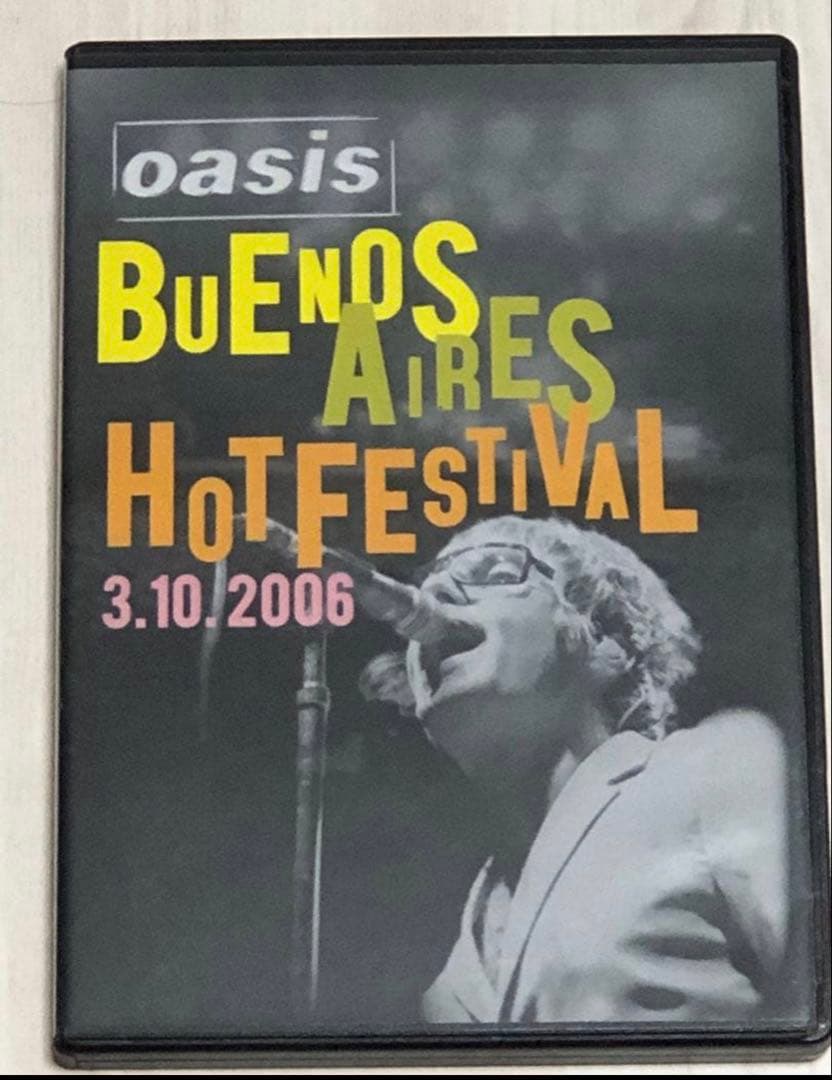 oasis
BUENOS
AIRES
HOTFESTIVAL
3.10.2006